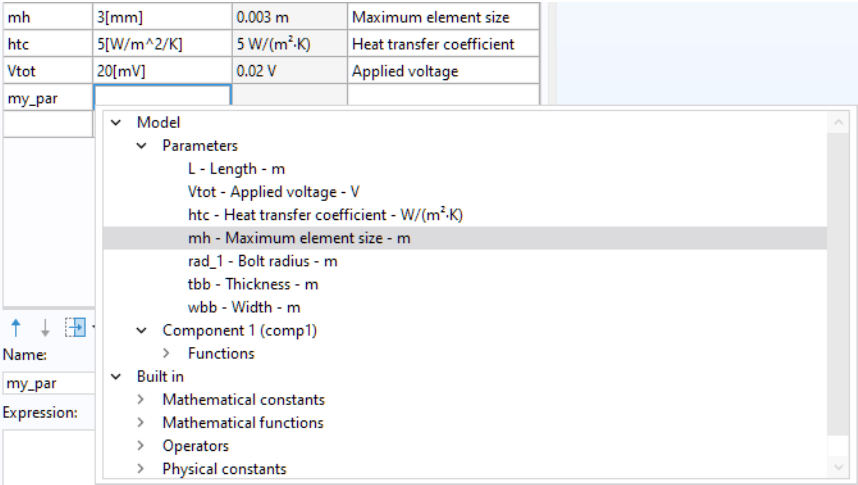 mh 3[mm] 0.003 m Maximum element size
htc 5[W/m^2/K] 5 W/(m²·K) Heat transfer coefficient
Vtot 20[mV] 0.02 V Applied voltage
my_par
Model
Parameters
L - Length - m
Vtot - Applied voltage - V
htc - Heat transfer coefficient - W/(m²·K)
mh - Maximum element size - m
rad_1 - Bolt radius - m
tbb - Thickness - m
wbb - Width - m
Component 1 (comp1)
Functions
Built in
Mathematical constants
Mathematical functions
Operators
Physical constants
Name:
my_par
Expression: